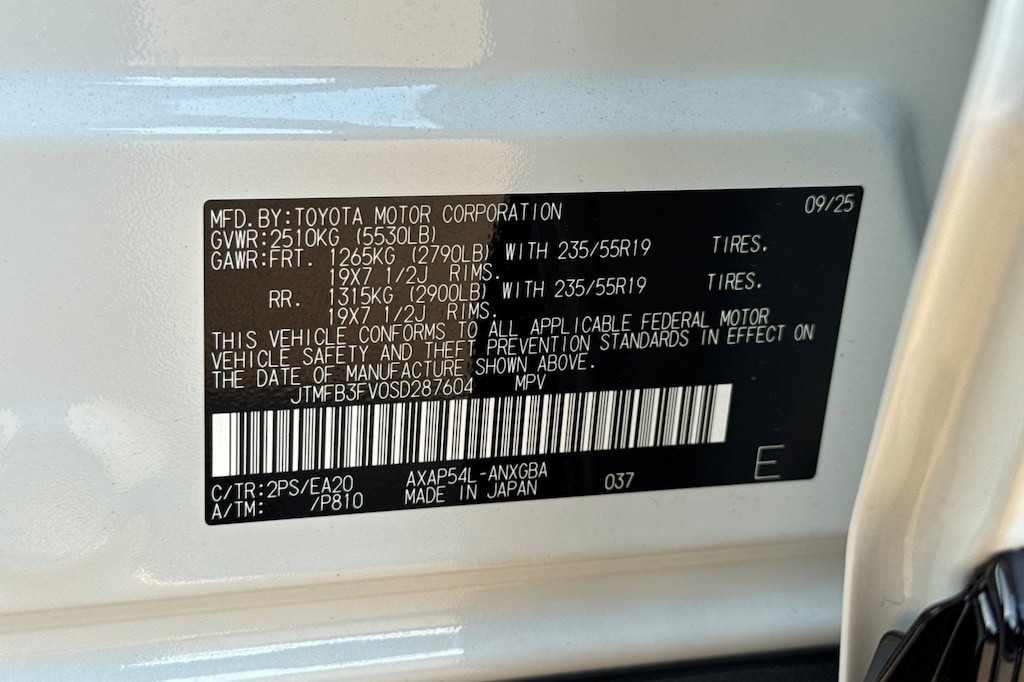 MFD. BY: TOYOTA MOTOR CORPORATION 09/25
GVWR: 2510KG (5530LB)
GAWR: FRT. 1265KG (2790LB) WITH 235/55R19 TIRES.
19X7 1/2J RIMS.
RR. 1315KG (2900LB) WITH 235/55R19 TIRES.
19X7 1/2J RIMS.
THIS VEHICLE CONFORMS TO ALL APPLICABLE FEDERAL MOTOR
VEHICLE SAFETY AND THEFT PREVENTION STANDARDS IN EFFECT ON
THE DATE OF MANUFACTURE SHOWN ABOVE.
JTMFB3FV0SD287604 MPV
E
C/TR: 2PS/EA20 AXAP54L-ANXGBA
A/TM: /P810 MADE IN JAPAN 037